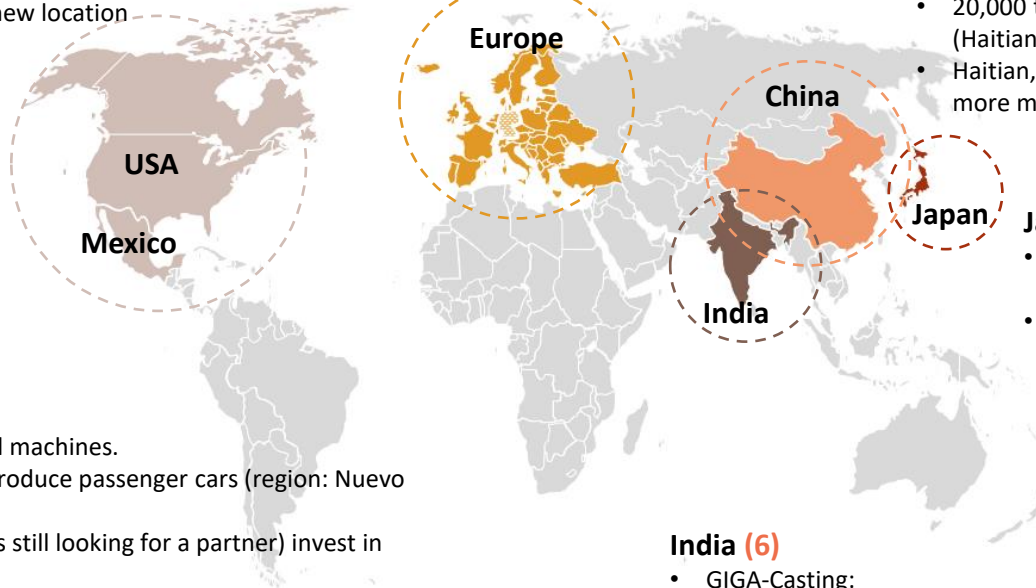 new location
Europe
• 20,000
(Haitian
• Haitian,
more
China
USA
Japan
Mexico
India
•
•
machines.
produce passenger cars (region: Nuevo
still looking for a partner) invest in
India (6)
• GIGA-Casting: